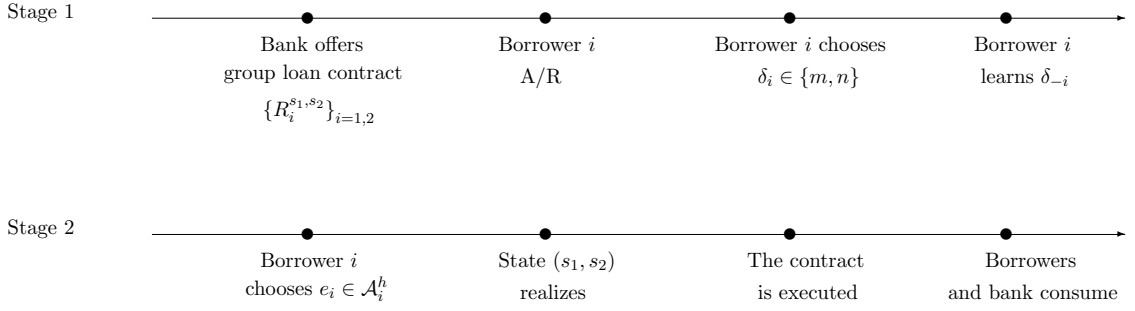 Stage 1
Bank offers
group loan contract
{R_i^{s_1,s_2}}_{i=1,2}
Borrower i
A/R
Borrower i chooses
δ_i ∈ {m, n}
Borrower i
learns δ_{−i}
Stage 2
Borrower i
chooses e_i ∈ 𝒜_i^h
State (s_1, s_2)
realizes
The contract
is executed
Borrowers
and bank consume